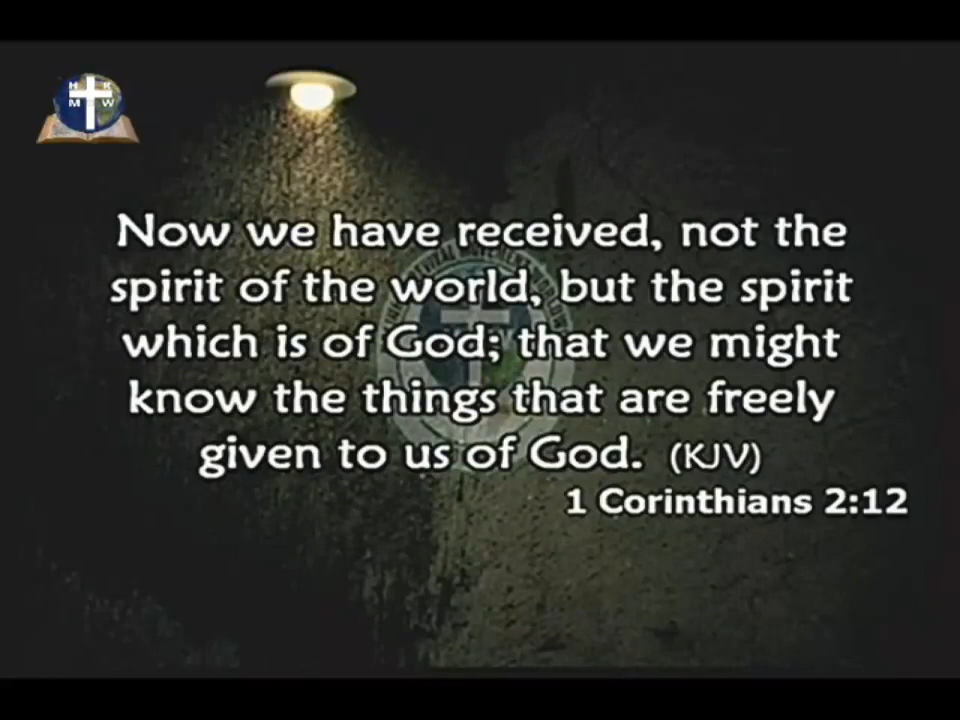 H K
M W
Now we have received, not the
spirit of the world, but the spirit
which is of God; that we might
know the things that are freely
given to us of God. (KJV)
1 Corinthians 2:12